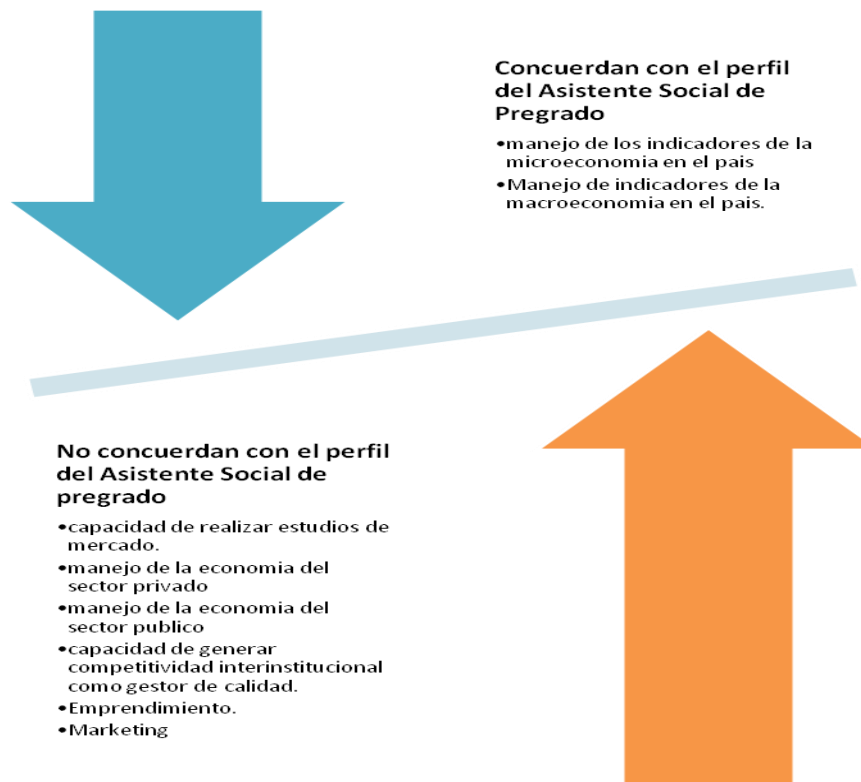 Concuerdan con el perfil
del Asistente Social de
Pregrado
•manejo de los indicadores de la
microeconomia en el pais
•Manejo de indicadores de la
macroeconomia en el pais.
No concuerdan con el perfil
del Asistente Social de
pregrado
•capacidad de realizar estudios de
mercado.
•manejo de la economia del
sector privado
•manejo de la economia del
sector publico
•capacidad de generar
competitividad interinstitucional
como gestor de calidad.
•Emprendimiento.
•Marketing